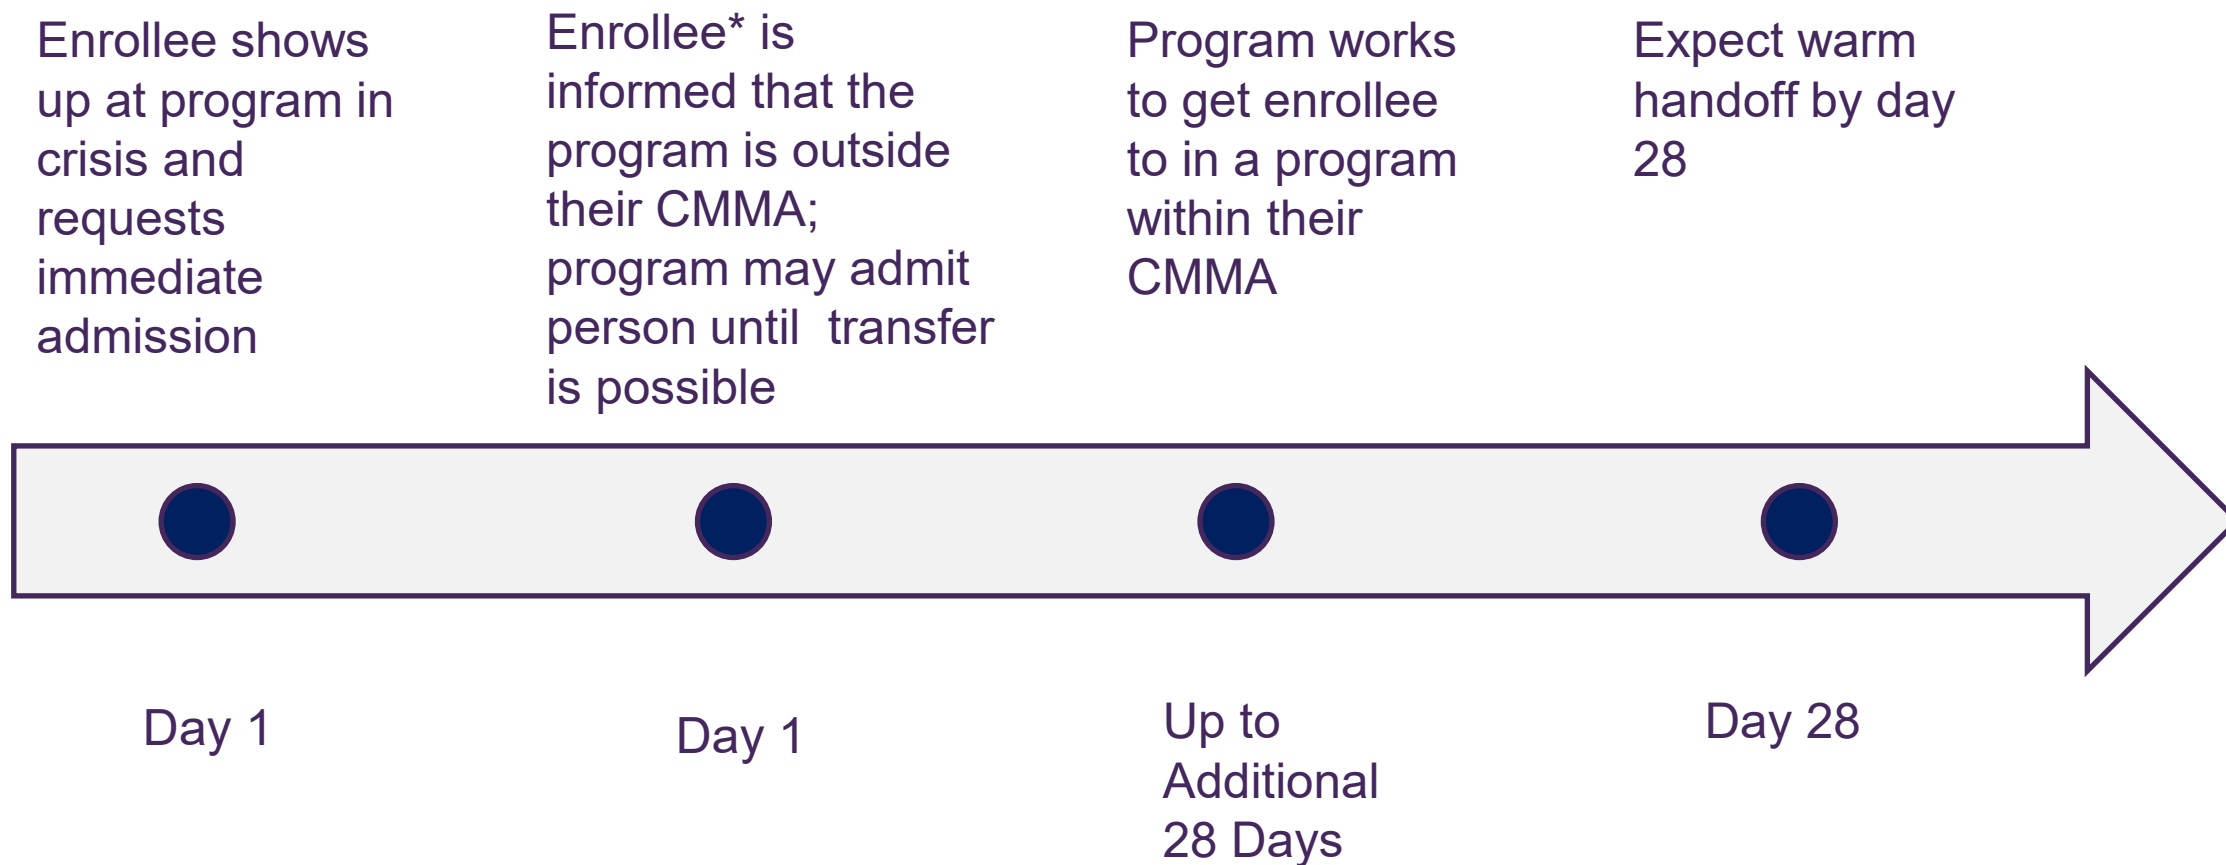 Enrollee shows
up at program in
crisis and
requests
immediate
admission
Enrollee* is
informed that the
program is outside
their CMMA;
program may admit
person until  transfer
is possible
Program works
to get enrollee
to in a program
within their
CMMA
Expect warm
handoff by day
28
Day 1
Day 1
Up to
Additional
28 Days
Day 28